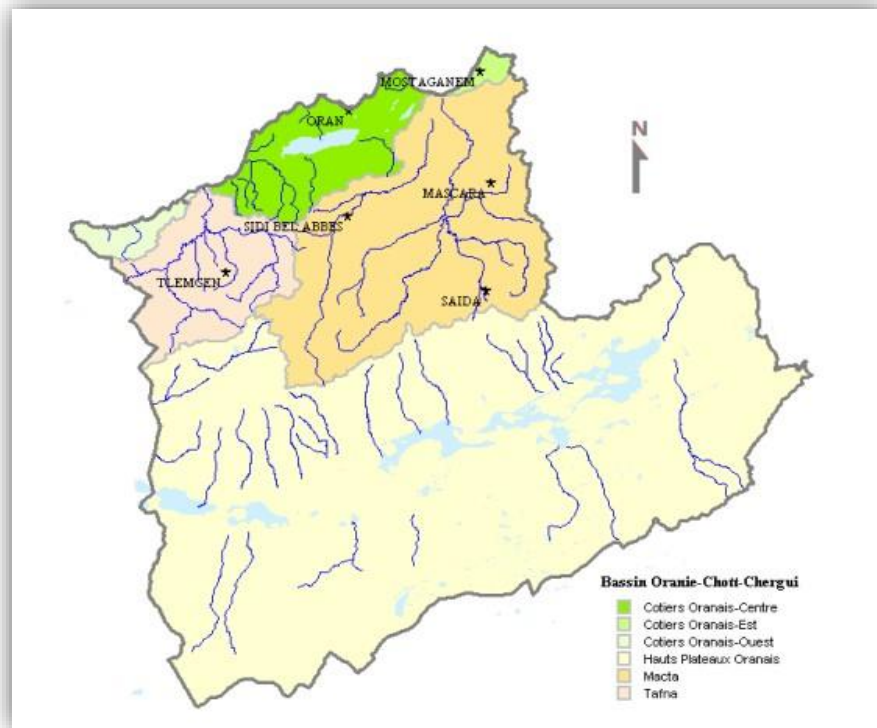 MOSTAGANEM
ORAN
N
MASCARA
SIDI BEL ABBES
TLEMCEN
SAIDA
Bassin Oranie-Chott-Chergui
Cotiers Oranais-Centre
Cotiers Oranais-Est
Cotiers Oranais-Ouest
Hauts Plateaux Oranais
Macta
Tafna